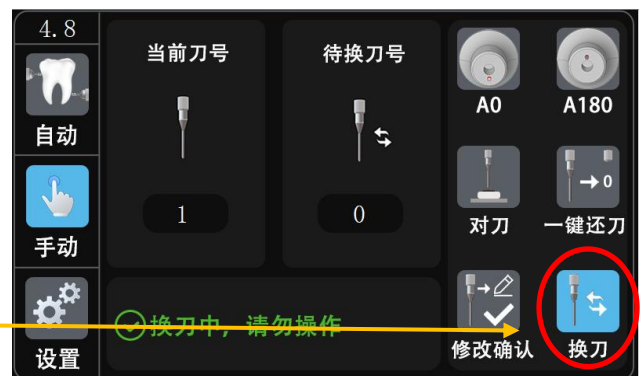 4.8
自动
手动
设置
当前刀号
1
待换刀号
0
换刀中，请勿操作
A0
A180
对刀
→0
一键还刀
修改确认
换刀